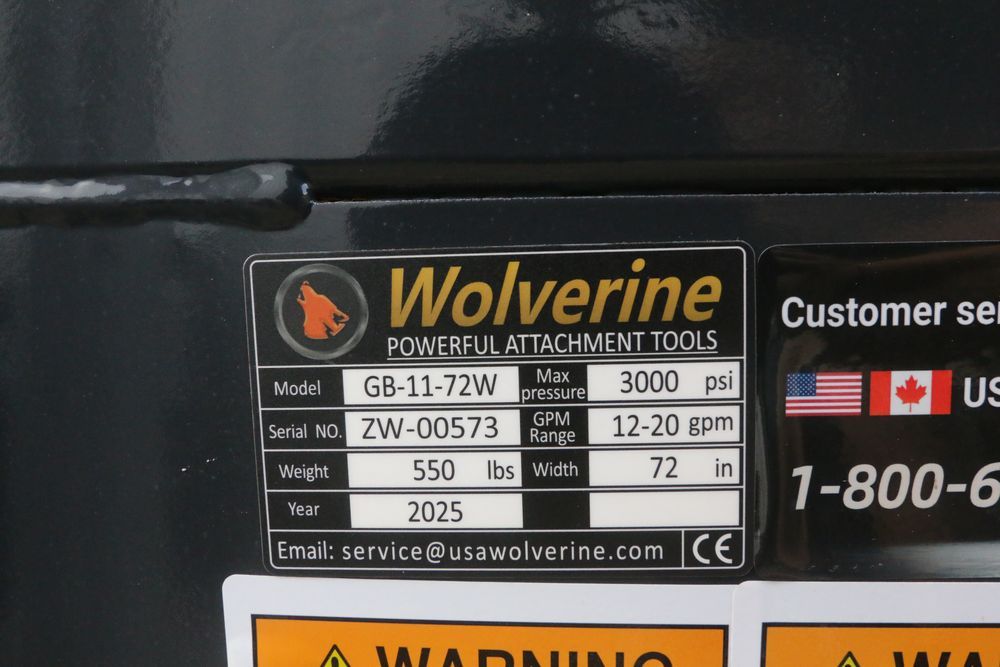 Wolverine
POWERFUL ATTACHMENT TOOLS
Model GB-11-72W Max pressure 3000 psi
Serial NO. ZW-00573 GPM Range 12-20 gpm
Weight 550 lbs Width 72 in
Year 2025
Email: service@usawolverine.com CE
Customer
1-800-6
WARNING